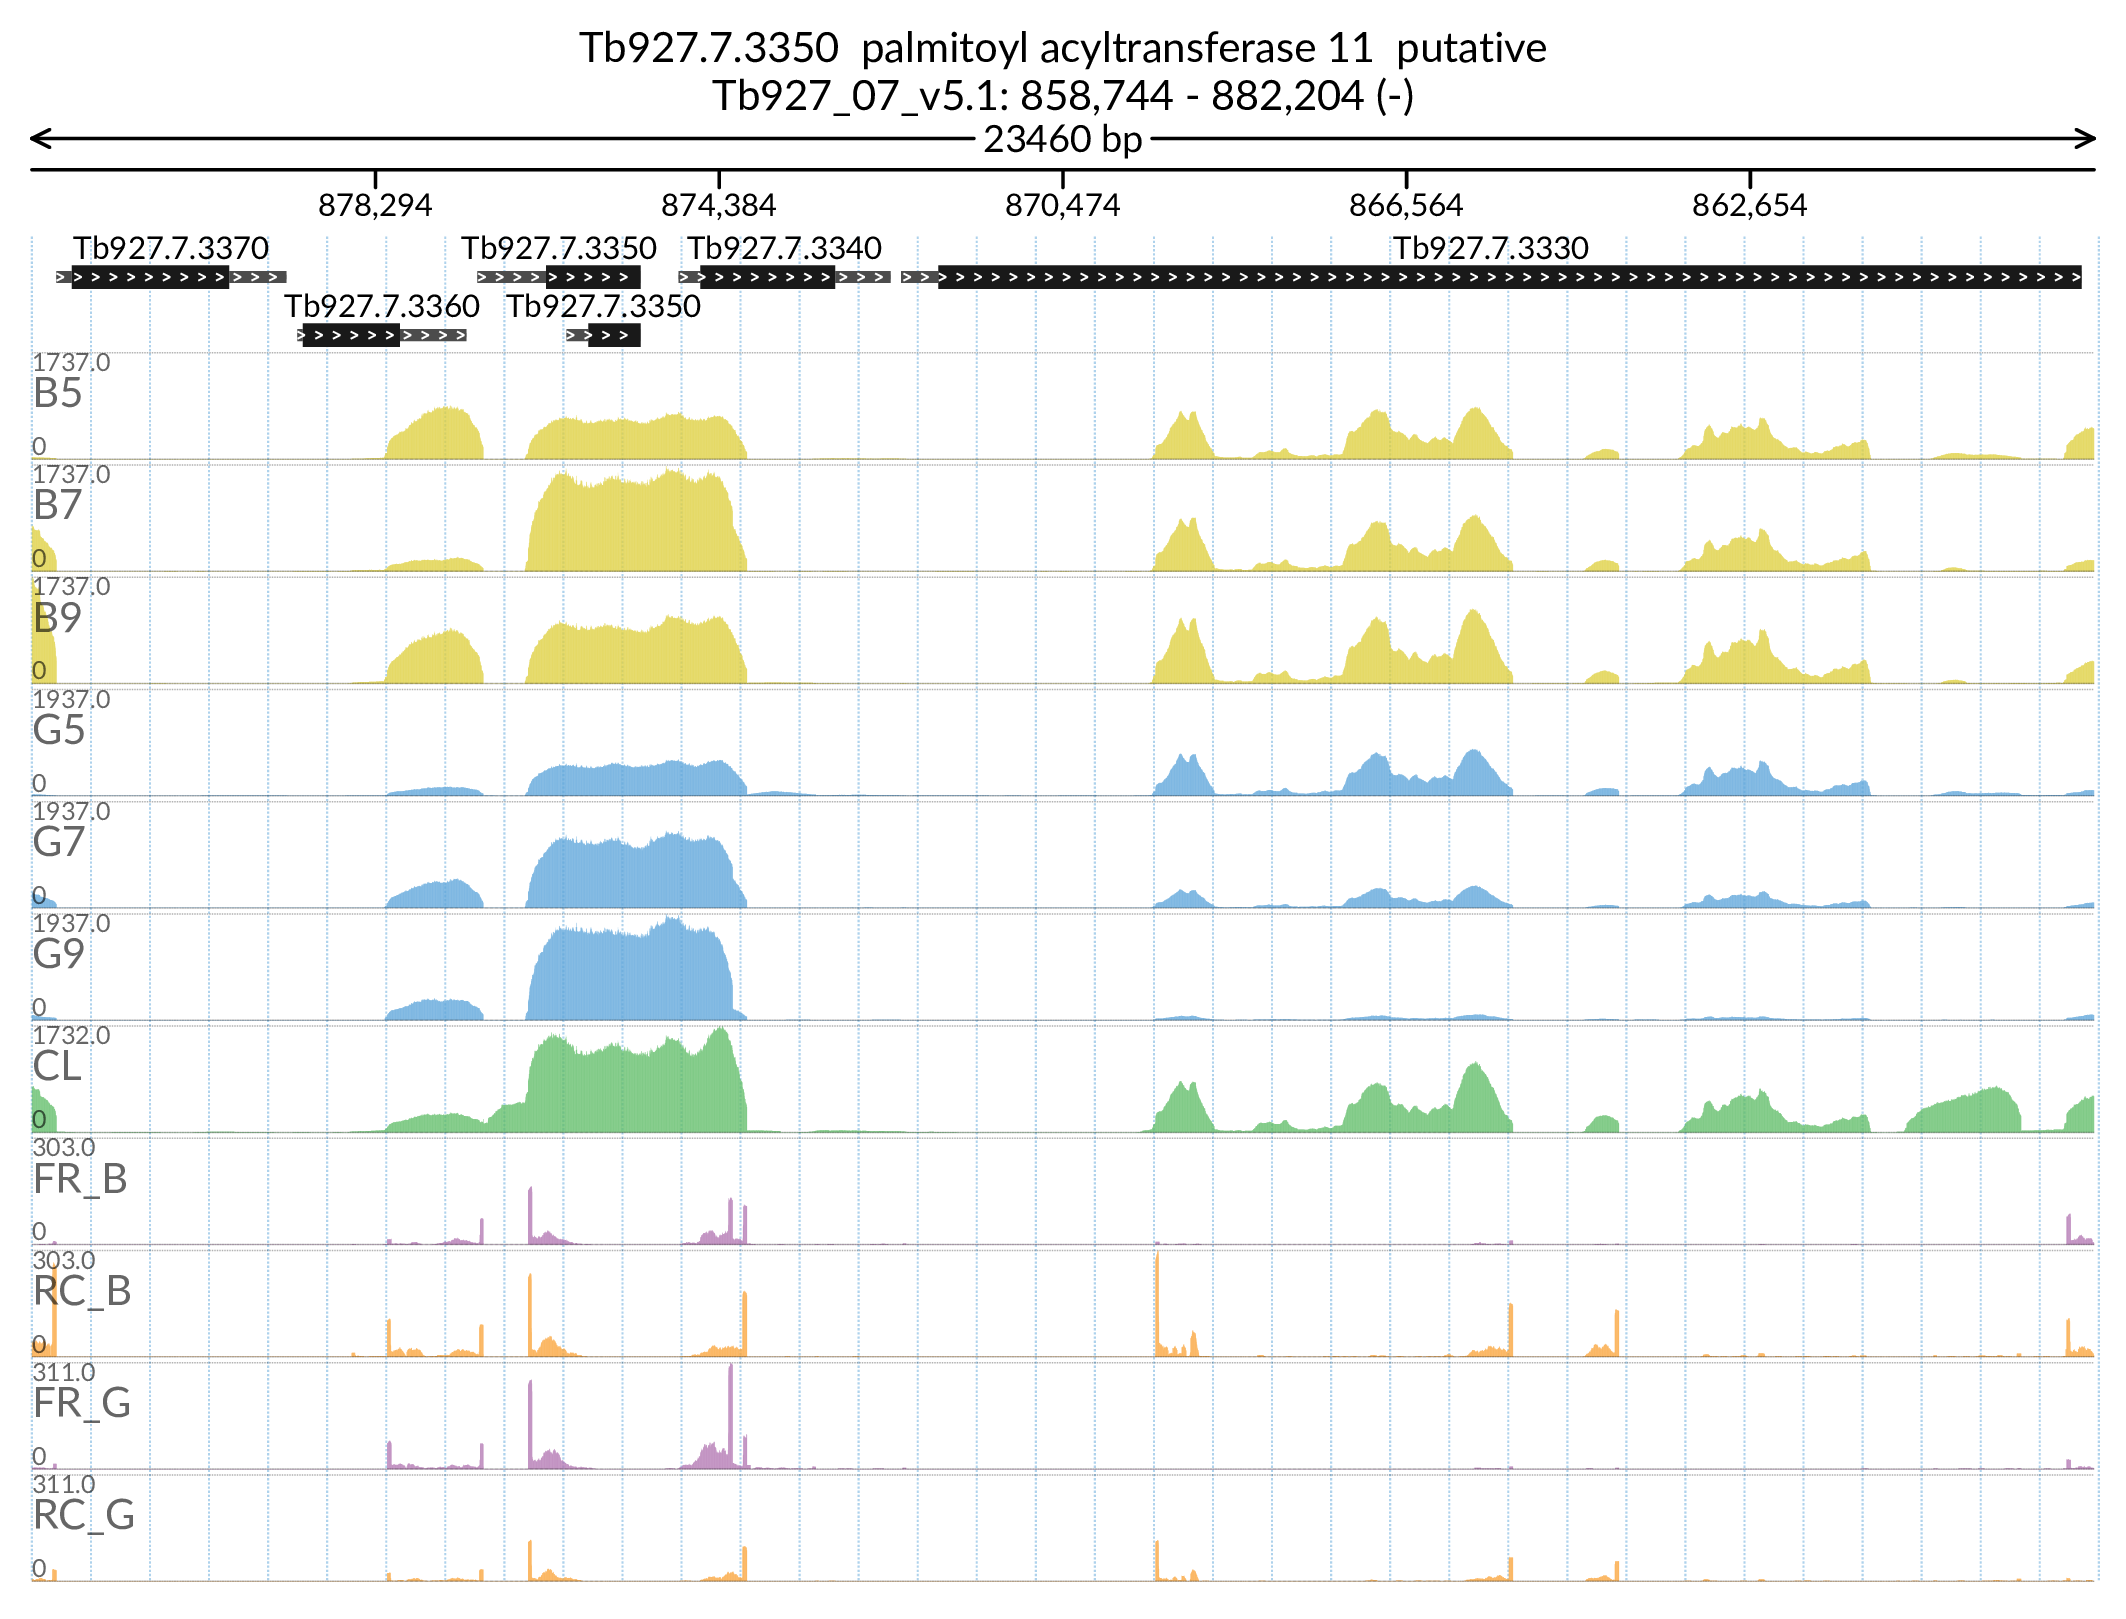 Tb927.7.3350  palmitoyl acyltransferase 11  putative
Tb927_07_v5.1: 858,744 - 882,204 (-)
23460 bp
878,294 874,384 870,474 866,564 862,654
Tb927.7.3370 Tb927.7.3350 Tb927.7.3340 Tb927.7.3330
Tb927.7.3360 Tb927.7.3350
1737.0
B5
0
1737.0
B7
0
1737.0
B9
0
1937.0
G5
0
1937.0
G7
0
1937.0
G9
0
1732.0
CL
0
303.0
FR_B
0
303.0
RC_B
0
311.0
FR_G
0
311.0
RC_G
0